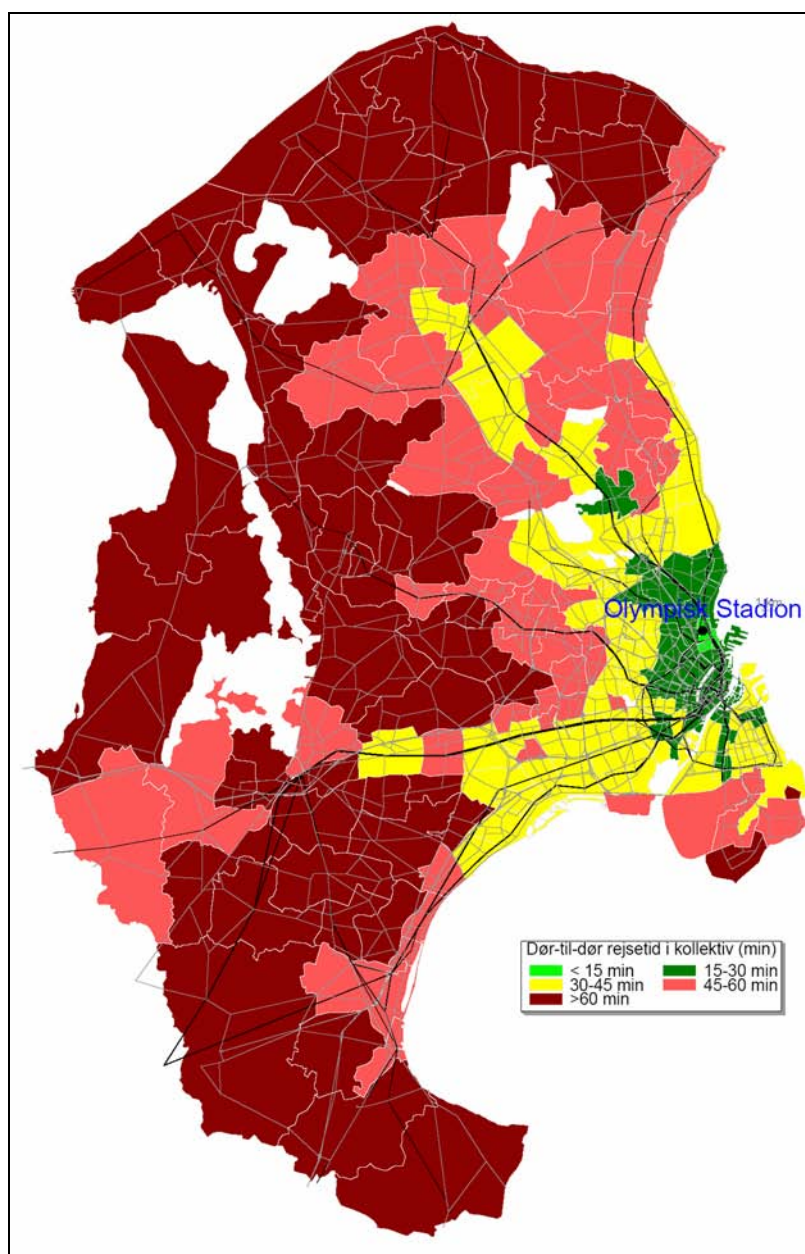 Olympisk Stadion
Dør-til-dør rejsetid i kollektiv (min)
< 15 min 15-30 min
30-45 min 45-60 min
>60 min